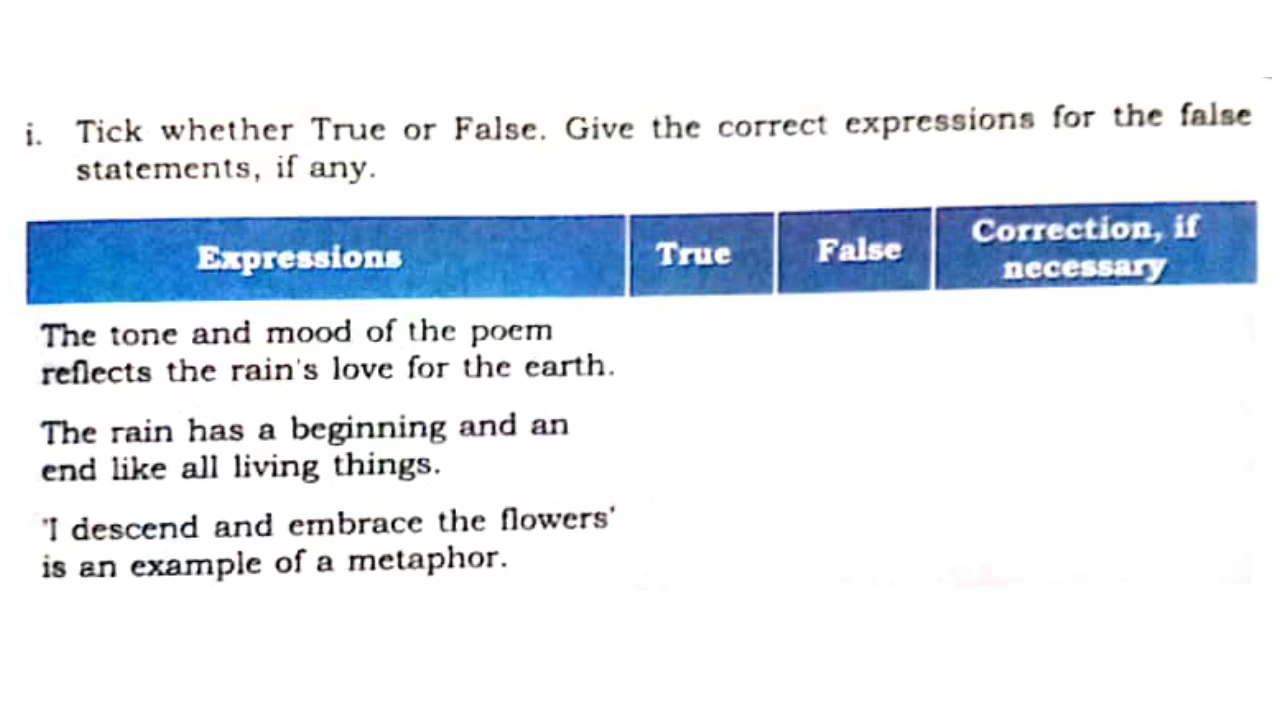 i. Tick whether True or False. Give the correct expressions for the false
statements, if any.
Expressions True False Correction, if
necessary
The tone and mood of the poem
reflects the rain's love for the earth.
The rain has a beginning and an
end like all living things.
'I descend and embrace the flowers'
is an example of a metaphor.